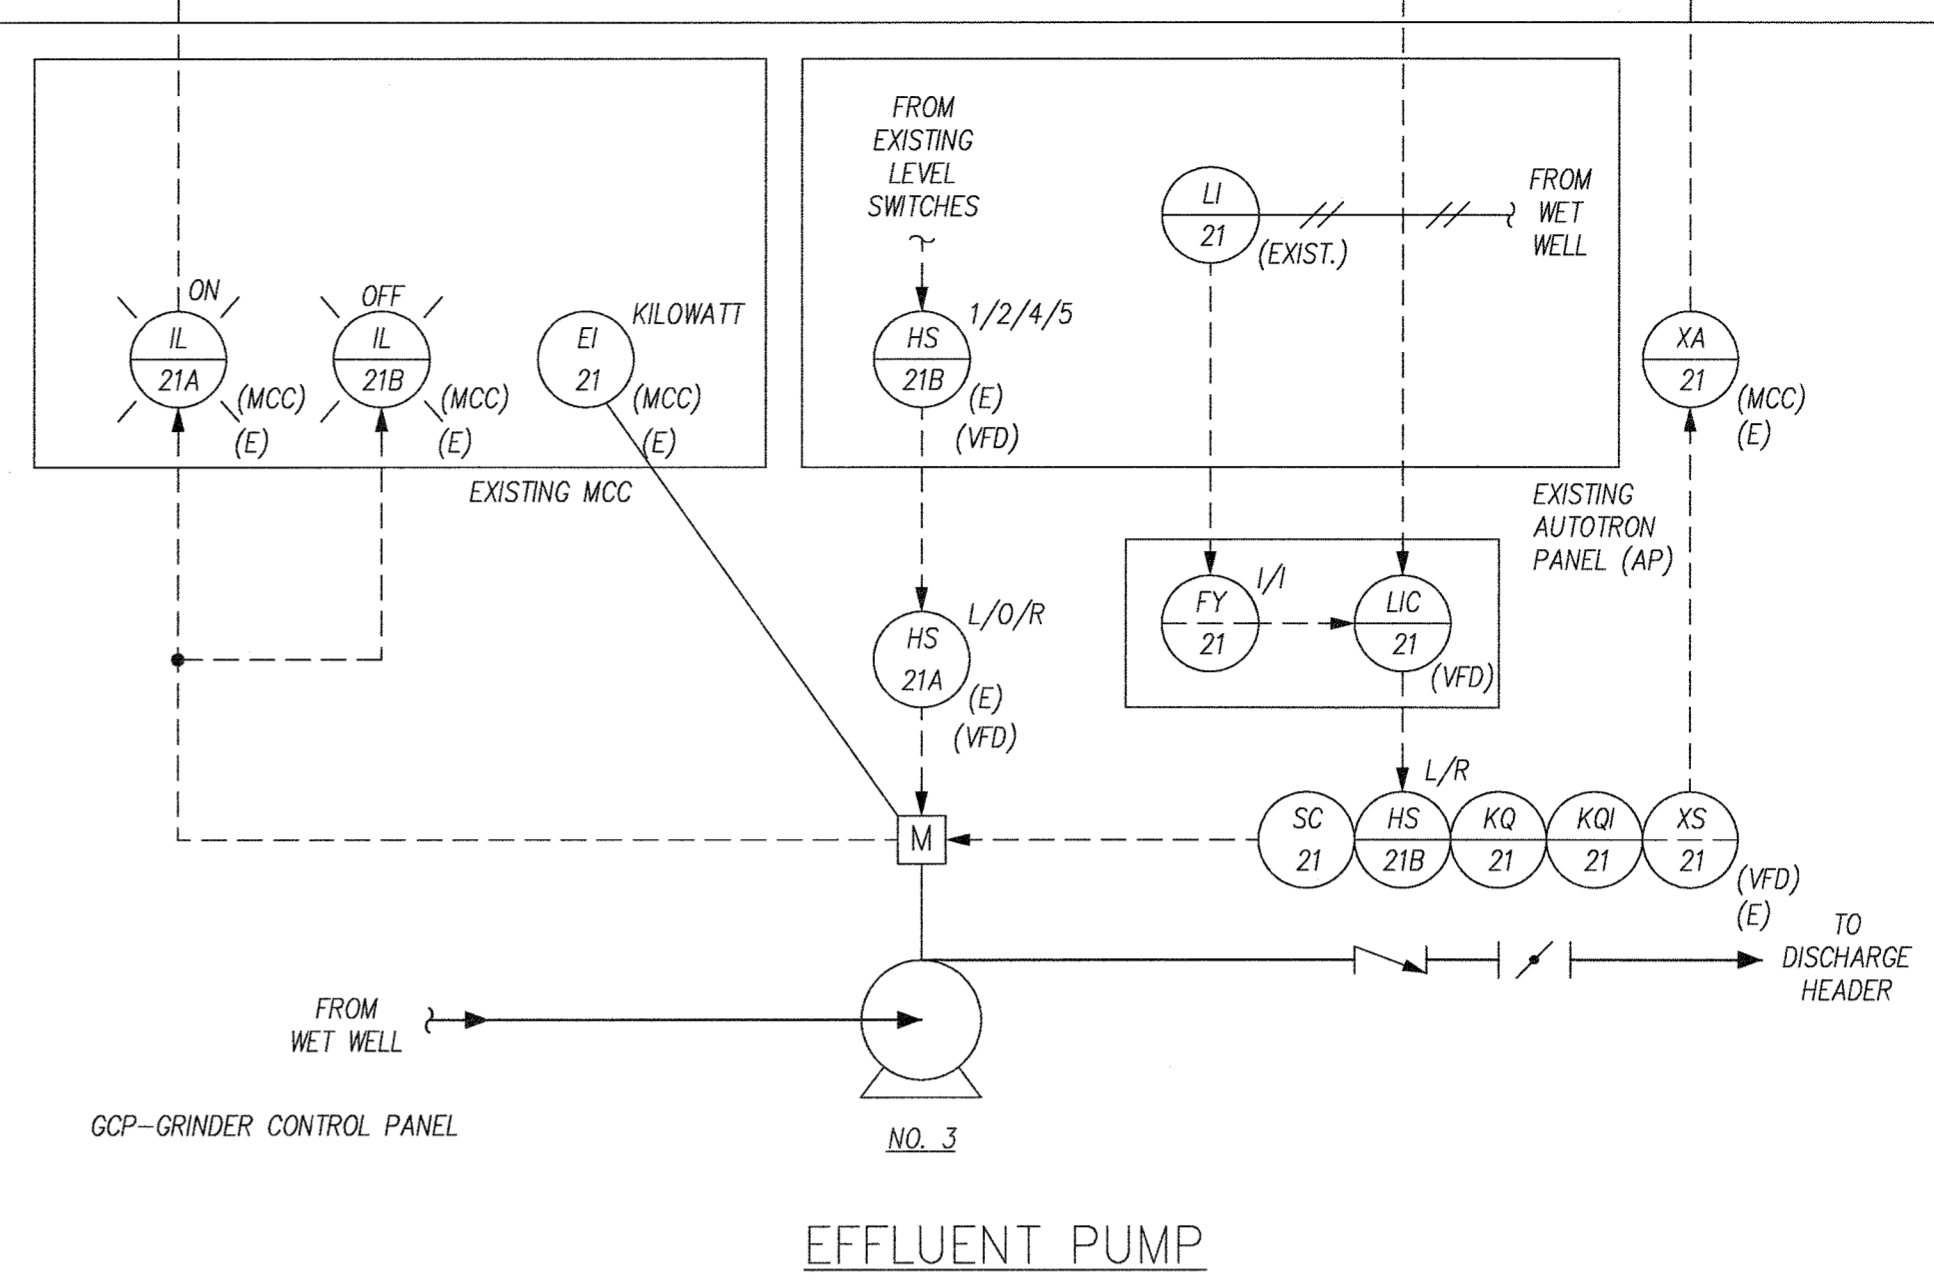 FROM
EXISTING
LEVEL
SWITCHES
LI
21
(EXIST.)
FROM
WET
WELL
ON
IL
21A
(MCC)
(E)
OFF
IL
21B
(MCC)
(E)
KILOWATT
EI
21
(MCC)
(E)
1/2/4/5
HS
21B
(E)
(VFD)
XA
21
(MCC)
(E)
EXISTING MCC
EXISTING
AUTOTRON
PANEL (AP)
L/O/R
HS
21A
(E)
(VFD)
I/I
FY
21
LIC
21
(VFD)
L/R
M
SC
21
HS
21B
KQ
21
KQI
21
XS
21
(VFD)
(E)
TO
DISCHARGE
HEADER
FROM
WET WELL
GCP-GRINDER CONTROL PANEL
NO. 3
EFFLUENT PUMP